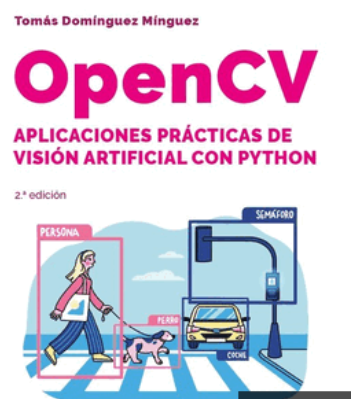 Tomás Domínguez Mínguez
OpenCV
APLICACIONES PRÁCTICAS DE
VISIÓN ARTIFICIAL CON PYTHON
2.ª edición
SEMÁFORO
PERSONA
PERRO
COCHE